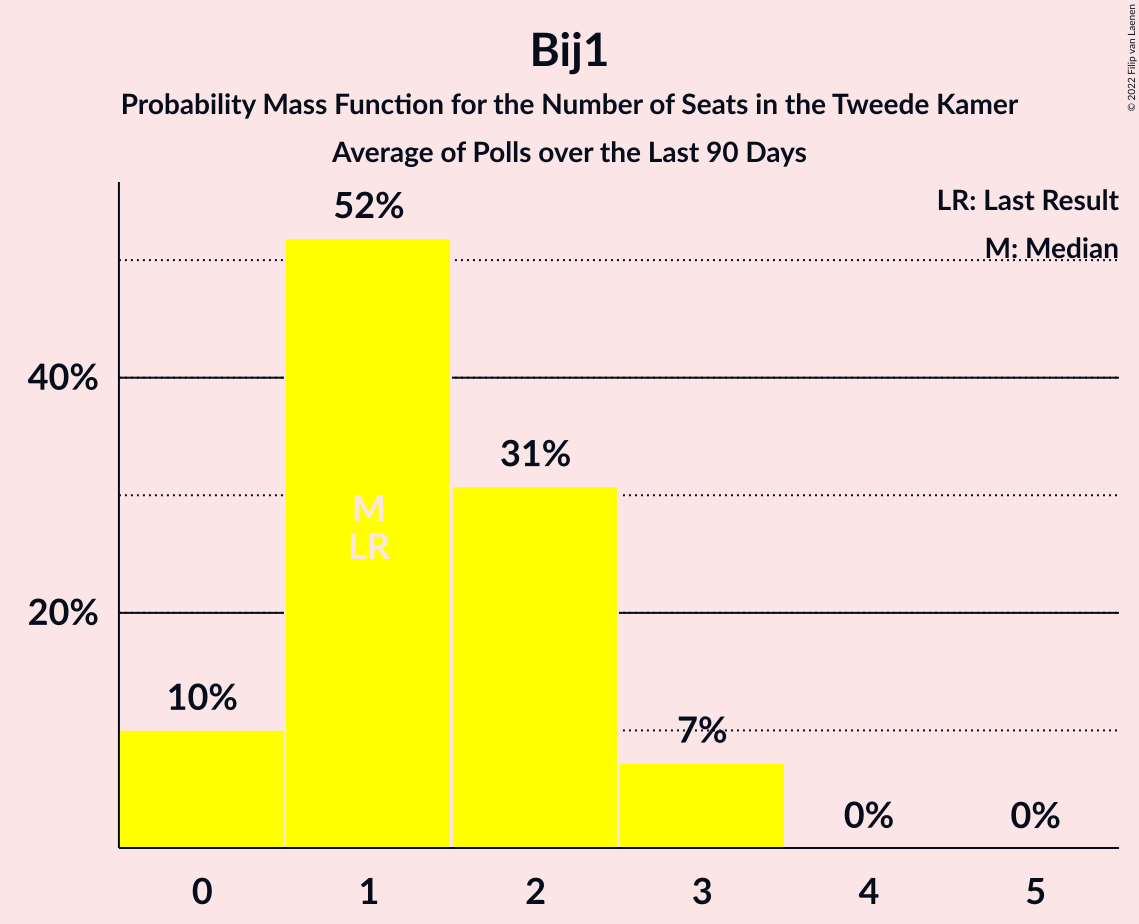 Bij1
Probability Mass Function for the Number of Seats in the Tweede Kamer
Average of Polls over the Last 90 Days
© 2022 Filip van Laenen
LR: Last Result
M: Median
52%
40%
31%
M
LR
20%
10%
7%
0%
0%
0 1 2 3 4 5